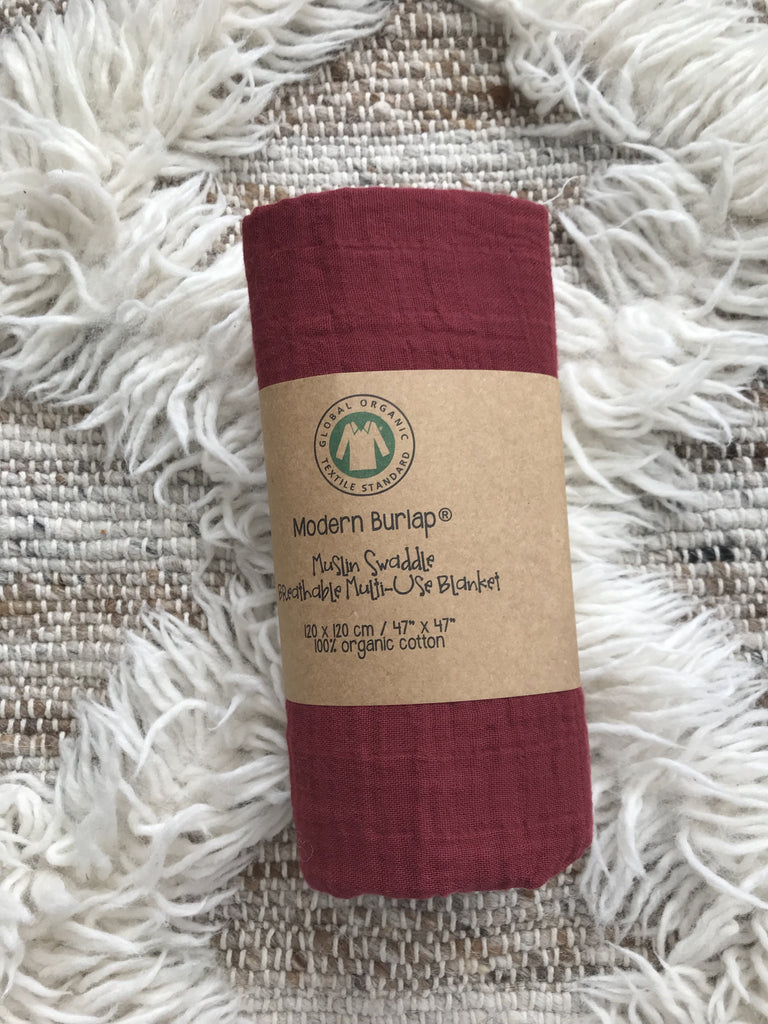 GLOBAL ORGANIC
TEXTILE STANDARD
Modern Burlap®
Muslin Swaddle
BReathable Multi-USe Blanket
120 x 120 cm / 47" x 47"
100% organic cotton